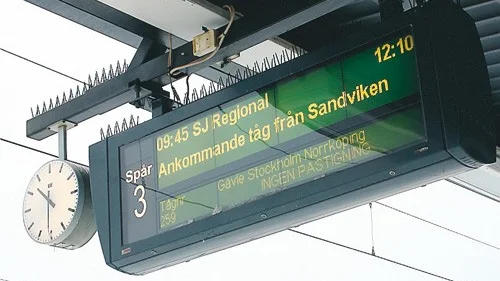 12:10
09:45 SJ Regional
Ankommande tåg från Sandviken
Spår
3
Gävle Stockholm Norrköping
INGEN PÅSTIGNING
Tågnr
259